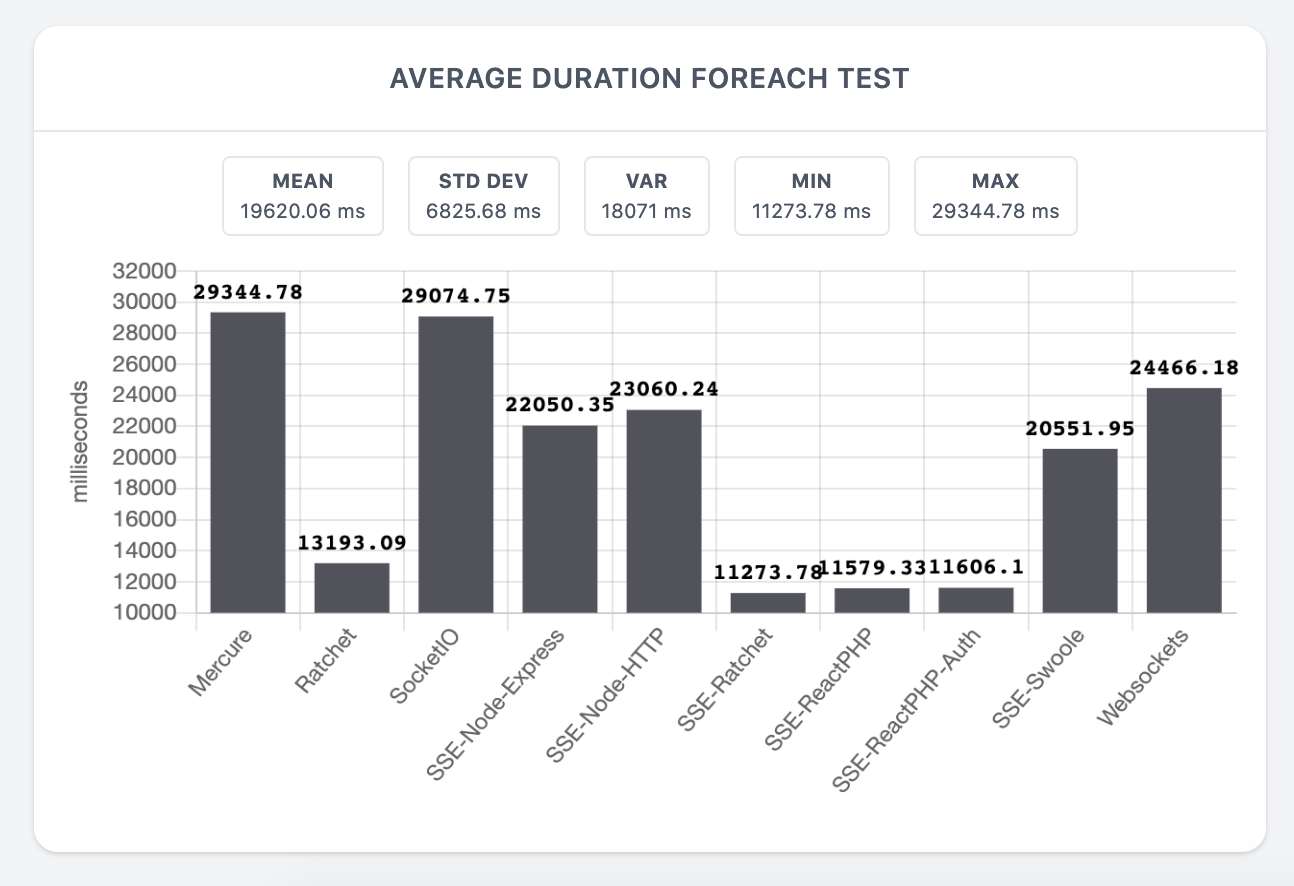 AVERAGE DURATION FOREACH TEST
MEAN
19620.06 ms
STD DEV
6825.68 ms
VAR
18071 ms
MIN
11273.78 ms
MAX
29344.78 ms
milliseconds
32000
30000
28000
26000
24000
22000
20000
18000
16000
14000
12000
10000
29344.78
13193.09
29074.75
22050.35
23060.24
11273.78
11579.33
11606.1
20551.95
24466.18
Mercure
Ratchet
SocketIO
SSE-Node-Express
SSE-Node-HTTP
SSE-Ratchet
SSE-ReactPHP
SSE-ReactPHP-Auth
SSE-Swoole
Websockets